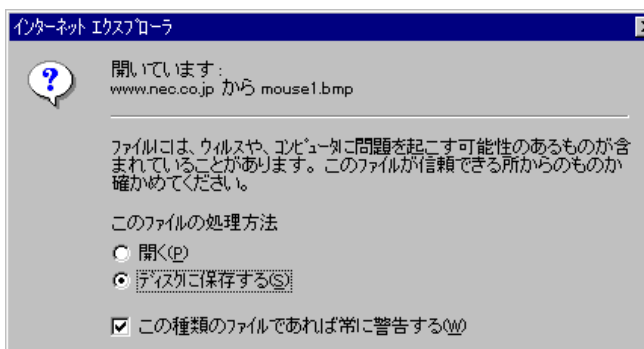 インターネット エクスプローラ
開いています:
www.nec.co.jp から mouse1.bmp
ファイルには、ウィルスや、コンピュータに問題を起こす可能性のあるものが含
まれていることがあります。このファイルが信頼できる所からのものか
確かめてください。
このファイルの処理方法
開く(P)
ディスクに保存する(S)
この種類のファイルであれば常に警告する(W)